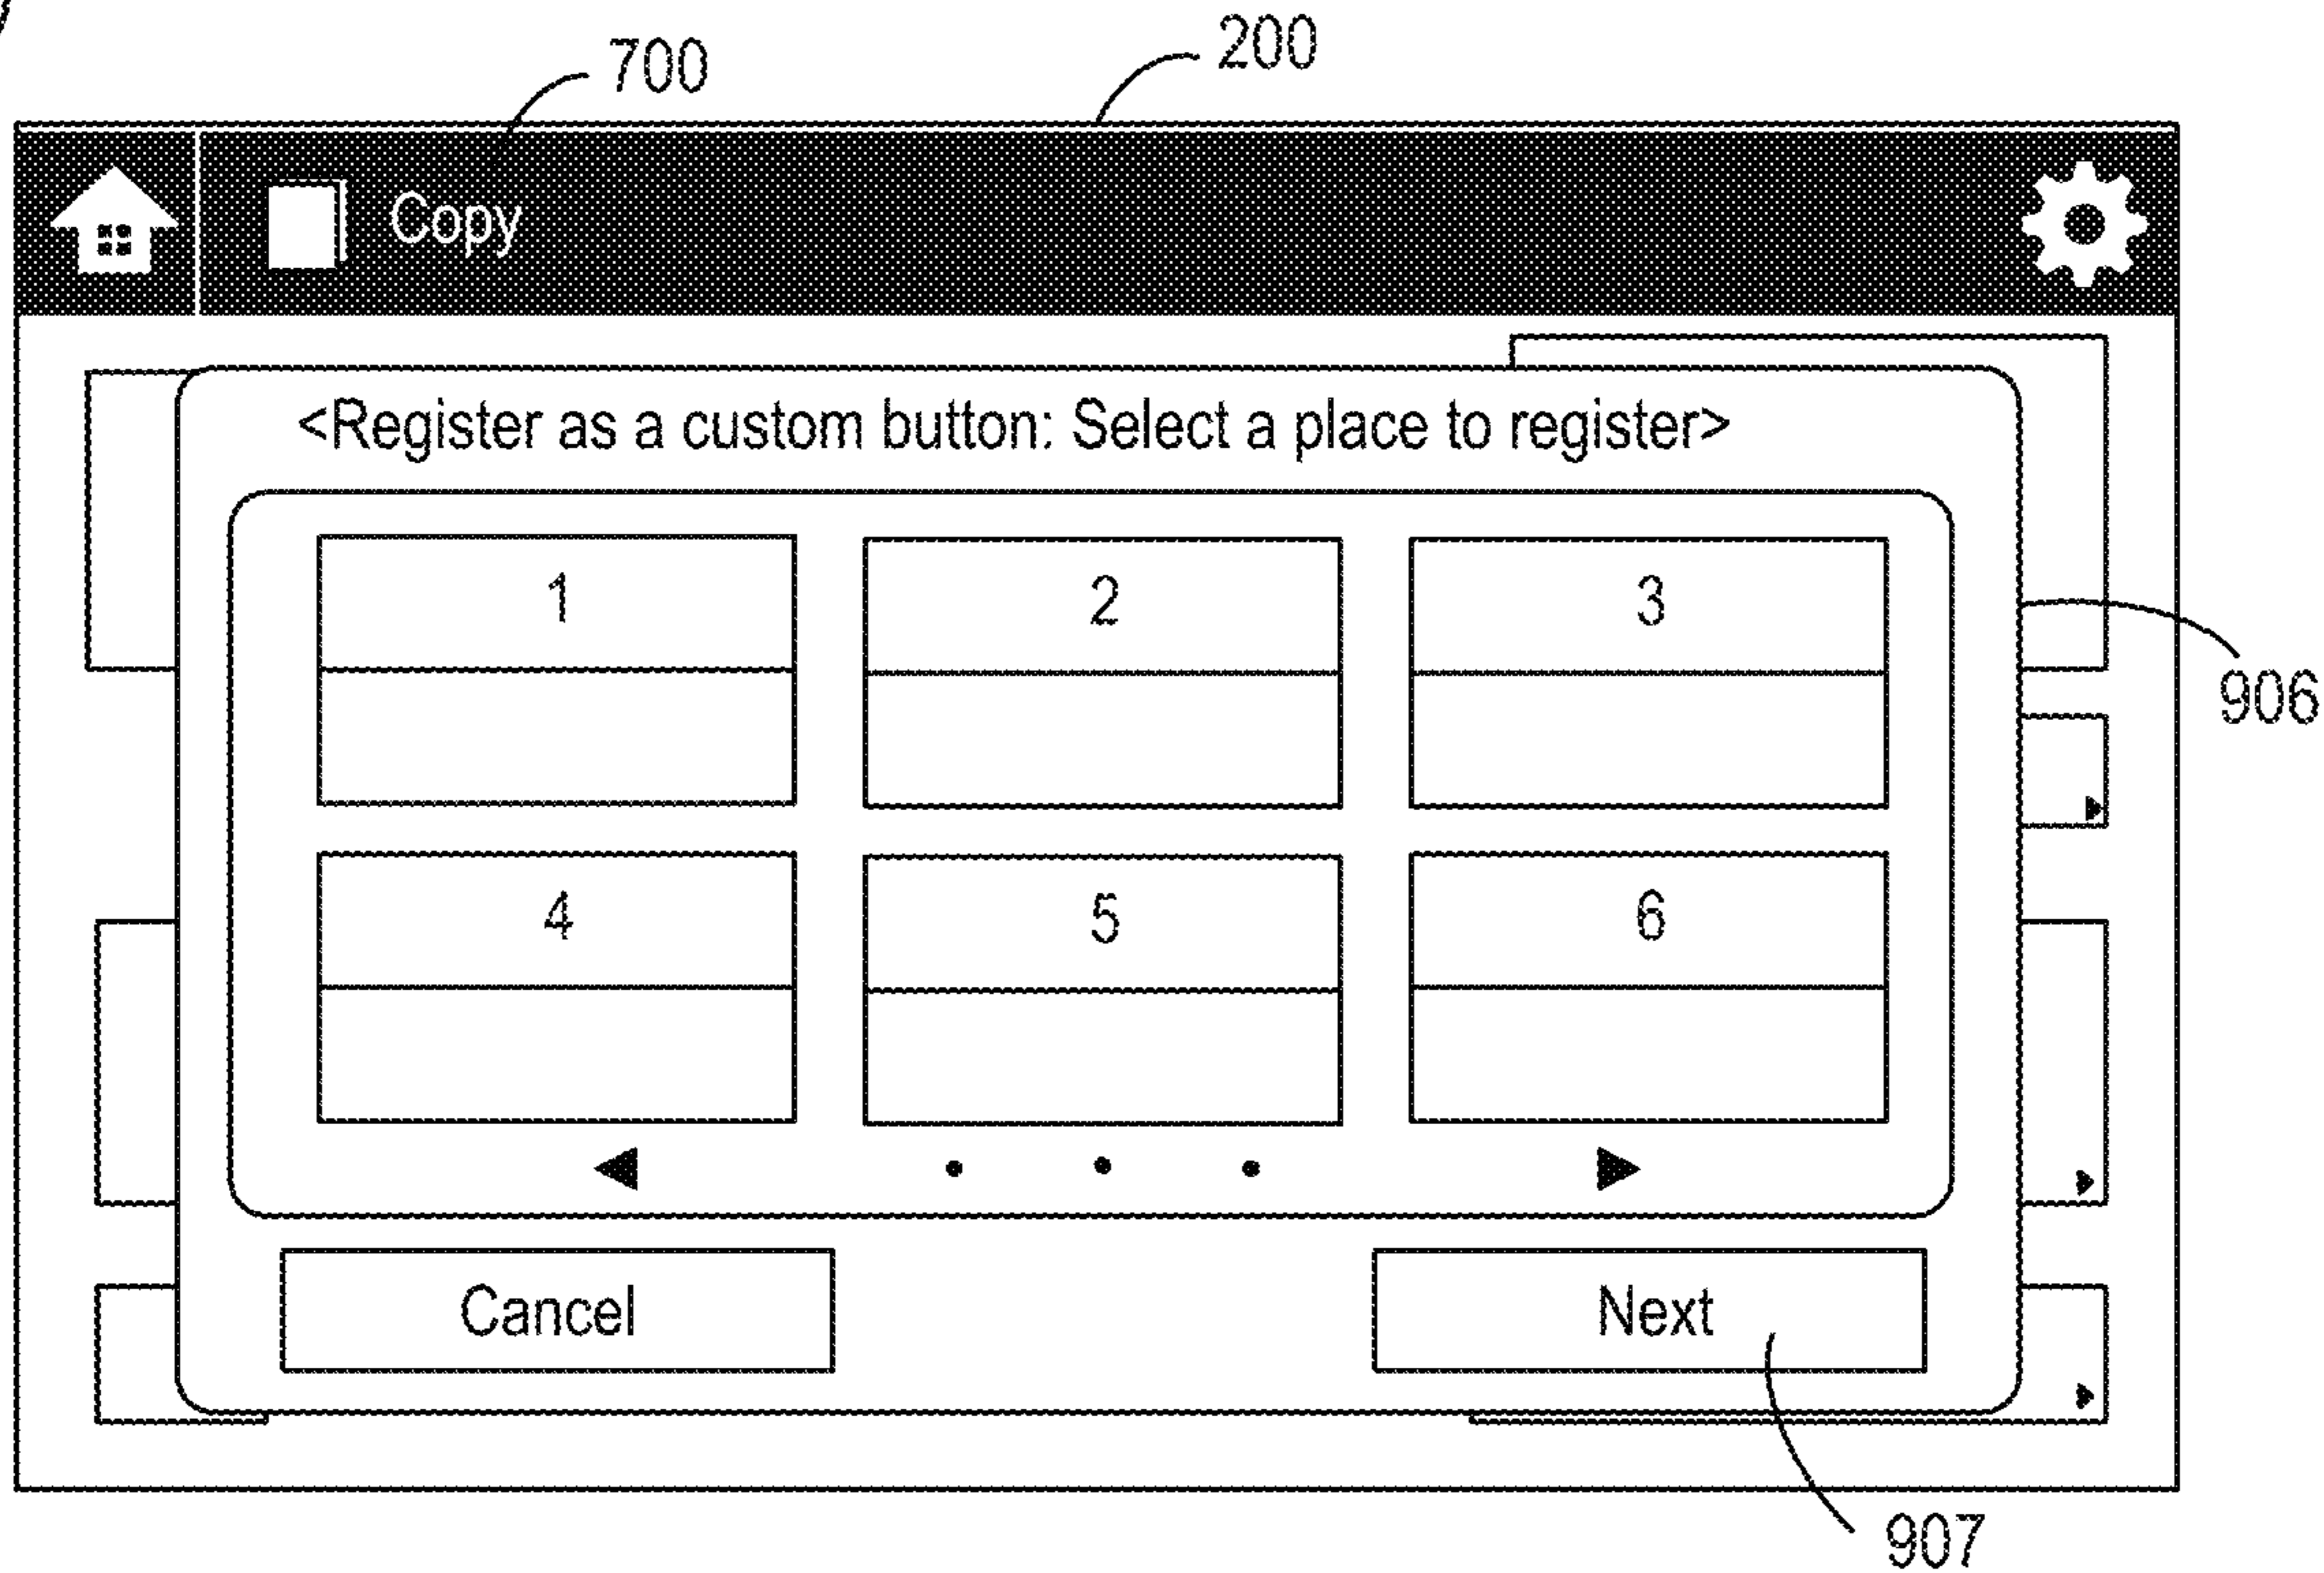 700
200
Copy
<Register as a custom button: Select a place to register>
1
2
3
906
4
5
6
Cancel
Next
907